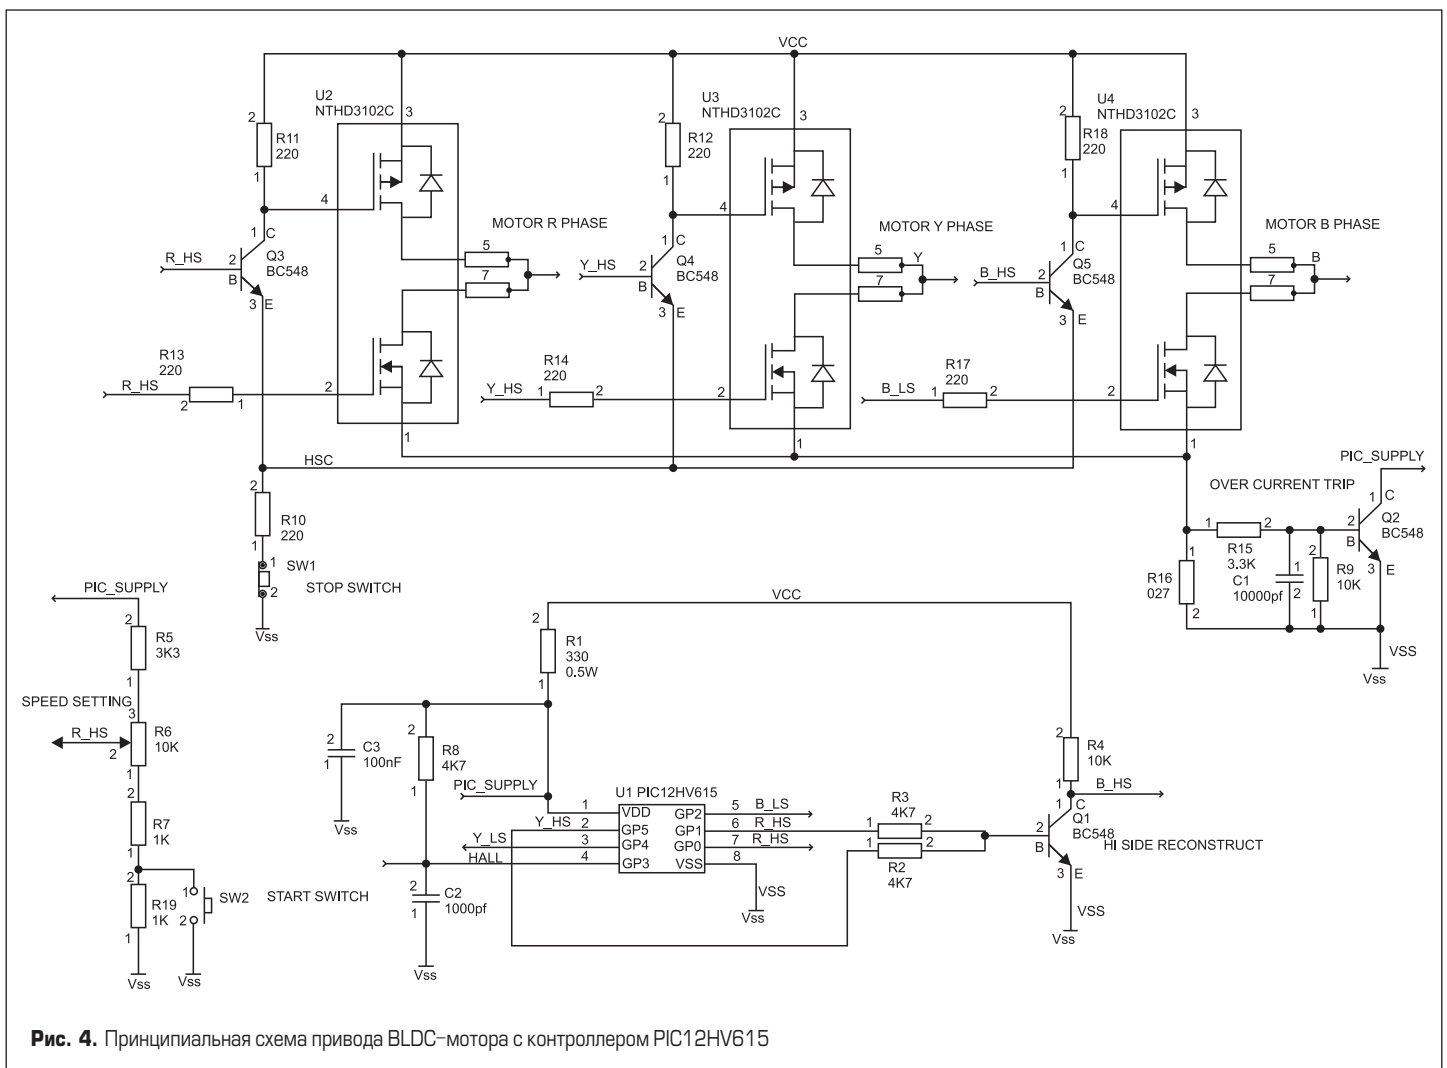 VCC
U2
NTHD3102C
3
2
R11
220
1
4
1 C
R_HS
2
B
Q3
BC548
3 E
MOTOR R PHASE
5
7
R13
220
R_HS
2
1
2
1
U3
NTHD3102C
3
2
R12
220
1
4
1 C
Y_HS
2
B
Q4
BC548
3 E
MOTOR Y PHASE
5
Y
7
R14
220
Y_HS
1
2
2
1
U4
NTHD3102C
3
2
R18
220
1
4
1 C
B_HS
2
B
Q5
BC548
3 E
MOTOR B PHASE
5
B
7
R17
220
B_LS
1
2
2
1
HSC
2
R10
220
1
1
SW1
2
STOP SWITCH
Vss
PIC_SUPPLY
OVER CURRENT TRIP
1 C
1
2
R15
3.3K
2
B
Q2
BC548
3 E
1
R16
027
2
C1
10000pf
1
2
2
R9
10K
1
VSS
Vss
PIC_SUPPLY
2
R5
3K3
1
SPEED SETTING
3
R_HS
2
R6
10K
1
2
R7
1K
1
R19
1K
1
1
2
SW2
START SWITCH
Vss
Vss
VCC
2
R1
330
0.5W
1
2
C3
100nF
1
Vss
2
R8
4K7
1
PIC_SUPPLY
U1 PIC12HV615
1
VDD
GP2
5
B_LS
Y_HS
2
GP5
GP1
6
R_HS
Y_LS
3
GP4
GP0
7
R_HS
HALL
4
GP3
VSS
8
VSS
Vss
2
C2
1000pf
1
Vss
R3
4K7
2
2
R2
4K7
2
R4
10K
1
B_HS
1 C
2
B
Q1
BC548
3 E
HI SIDE RECONSTRUCT
VSS
Vss
Рис. 4. Принципиальная схема привода BLDC-мотора с контроллером PIC12HV615